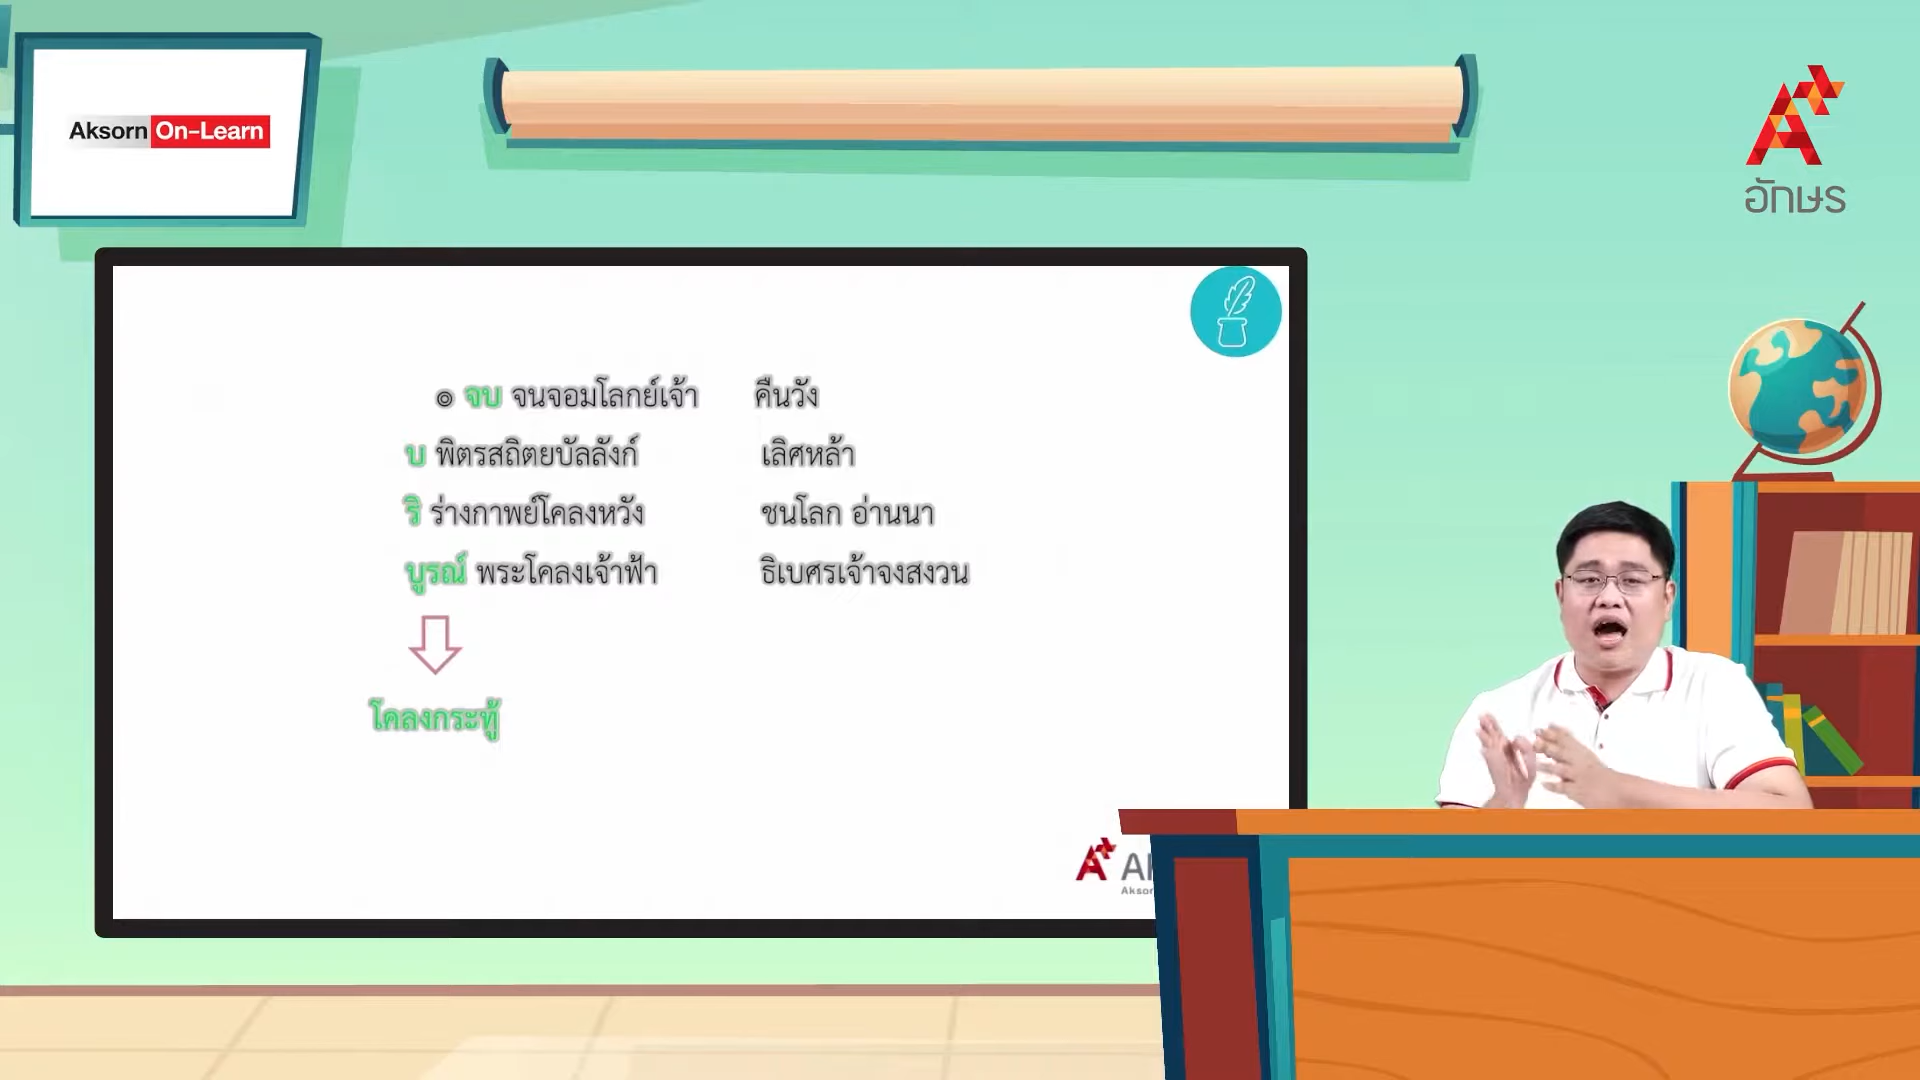 Aksorn On-Learn
อักษร
๏ จบ จนจอมโลกย์เจ้า คืนวัง
บ พิตรสถิตยบัลลังก์ เลิศหล้า
ริ ร่างกาพย์โคลงหวัง ชนโลก อ่านนา
บูรณ์ พระโคลงเจ้าฟ้า ธิเบศรเจ้าจงสงวน
โคลงกระทู้